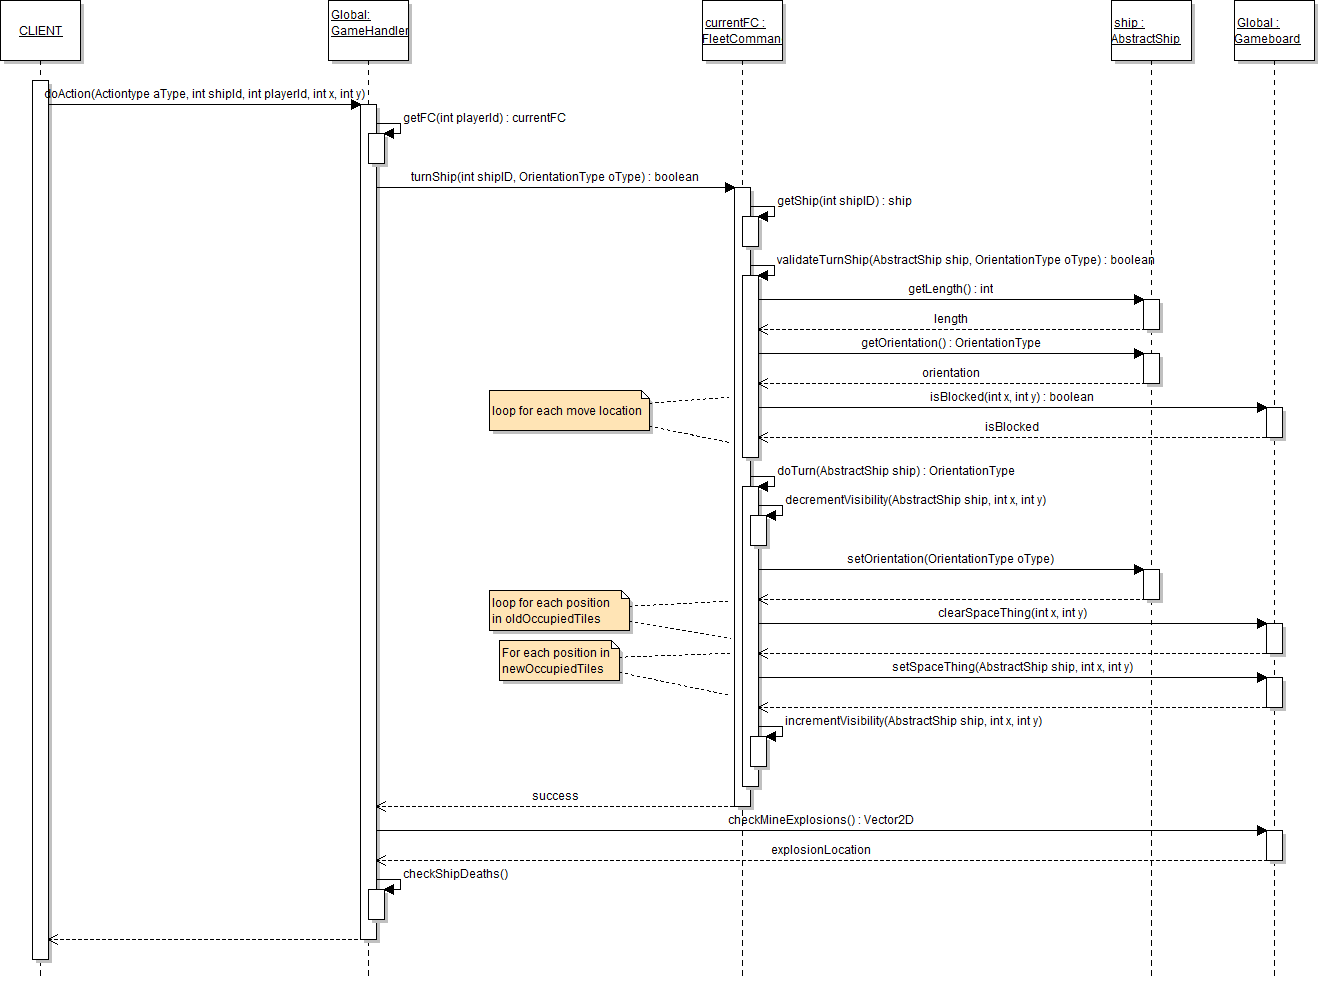 CLIENT
Global:
GameHandler
currentFC :
FleetComman
ship :
AbstractShip
Global :
Gameboard
doAction(Actiontype aType, int shipId, int playerId, int x, int y)
getFC(int playerId) : currentFC
turnShip(int shipID, OrientationType oType) : boolean
getShip(int shipID) : ship
validateTurnShip(AbstractShip ship, OrientationType oType) : boolean
getLength() : int
length
getOrientation() : OrientationType
orientation
isBlocked(int x, int y) : boolean
loop for each move location
isBlocked
doTurn(AbstractShip ship) : OrientationType
decrementVisibility(AbstractShip ship, int x, int y)
setOrientation(OrientationType oType)
loop for each position
in oldOccupiedTiles
clearSpaceThing(int x, int y)
For each position in
newOccupiedTiles
setSpaceThing(AbstractShip ship, int x, int y)
incrementVisibility(AbstractShip ship, int x, int y)
success
checkMineExplosions() : Vector2D
explosionLocation
checkShipDeaths()